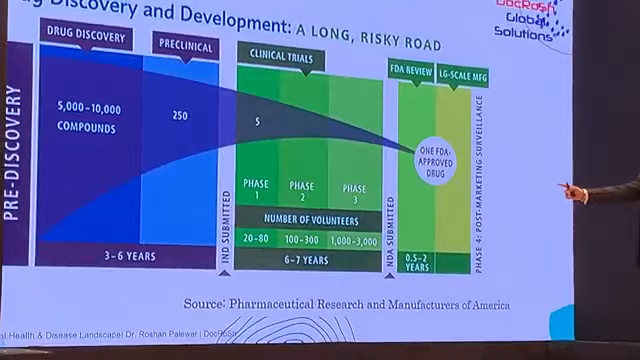 ug Discovery and Development: A LONG, RISKY ROAD
DocRosh
Global
Solutions
DRUG DISCOVERY
PRECLINICAL
CLINICAL TRIALS
FDA REVIEW
LG-SCALE MFG
PRE-DISCOVERY
5,000–10,000
COMPOUNDS
250
5
ONE FDA-
APPROVED
DRUG
PHASE
1
PHASE
2
PHASE
3
NUMBER OF VOLUNTEERS
20–80
100–300
1,000–3,000
IND SUBMITTED
NDA SUBMITTED
PHASE 4: POST-MARKETING SURVEILLANCE
3–6 YEARS
6–7 YEARS
0.5–2
YEARS
Source: Pharmaceutical Research and Manufacturers of America
al Health & Disease Landscape| Dr. Roshan Palewar | DocRoSh